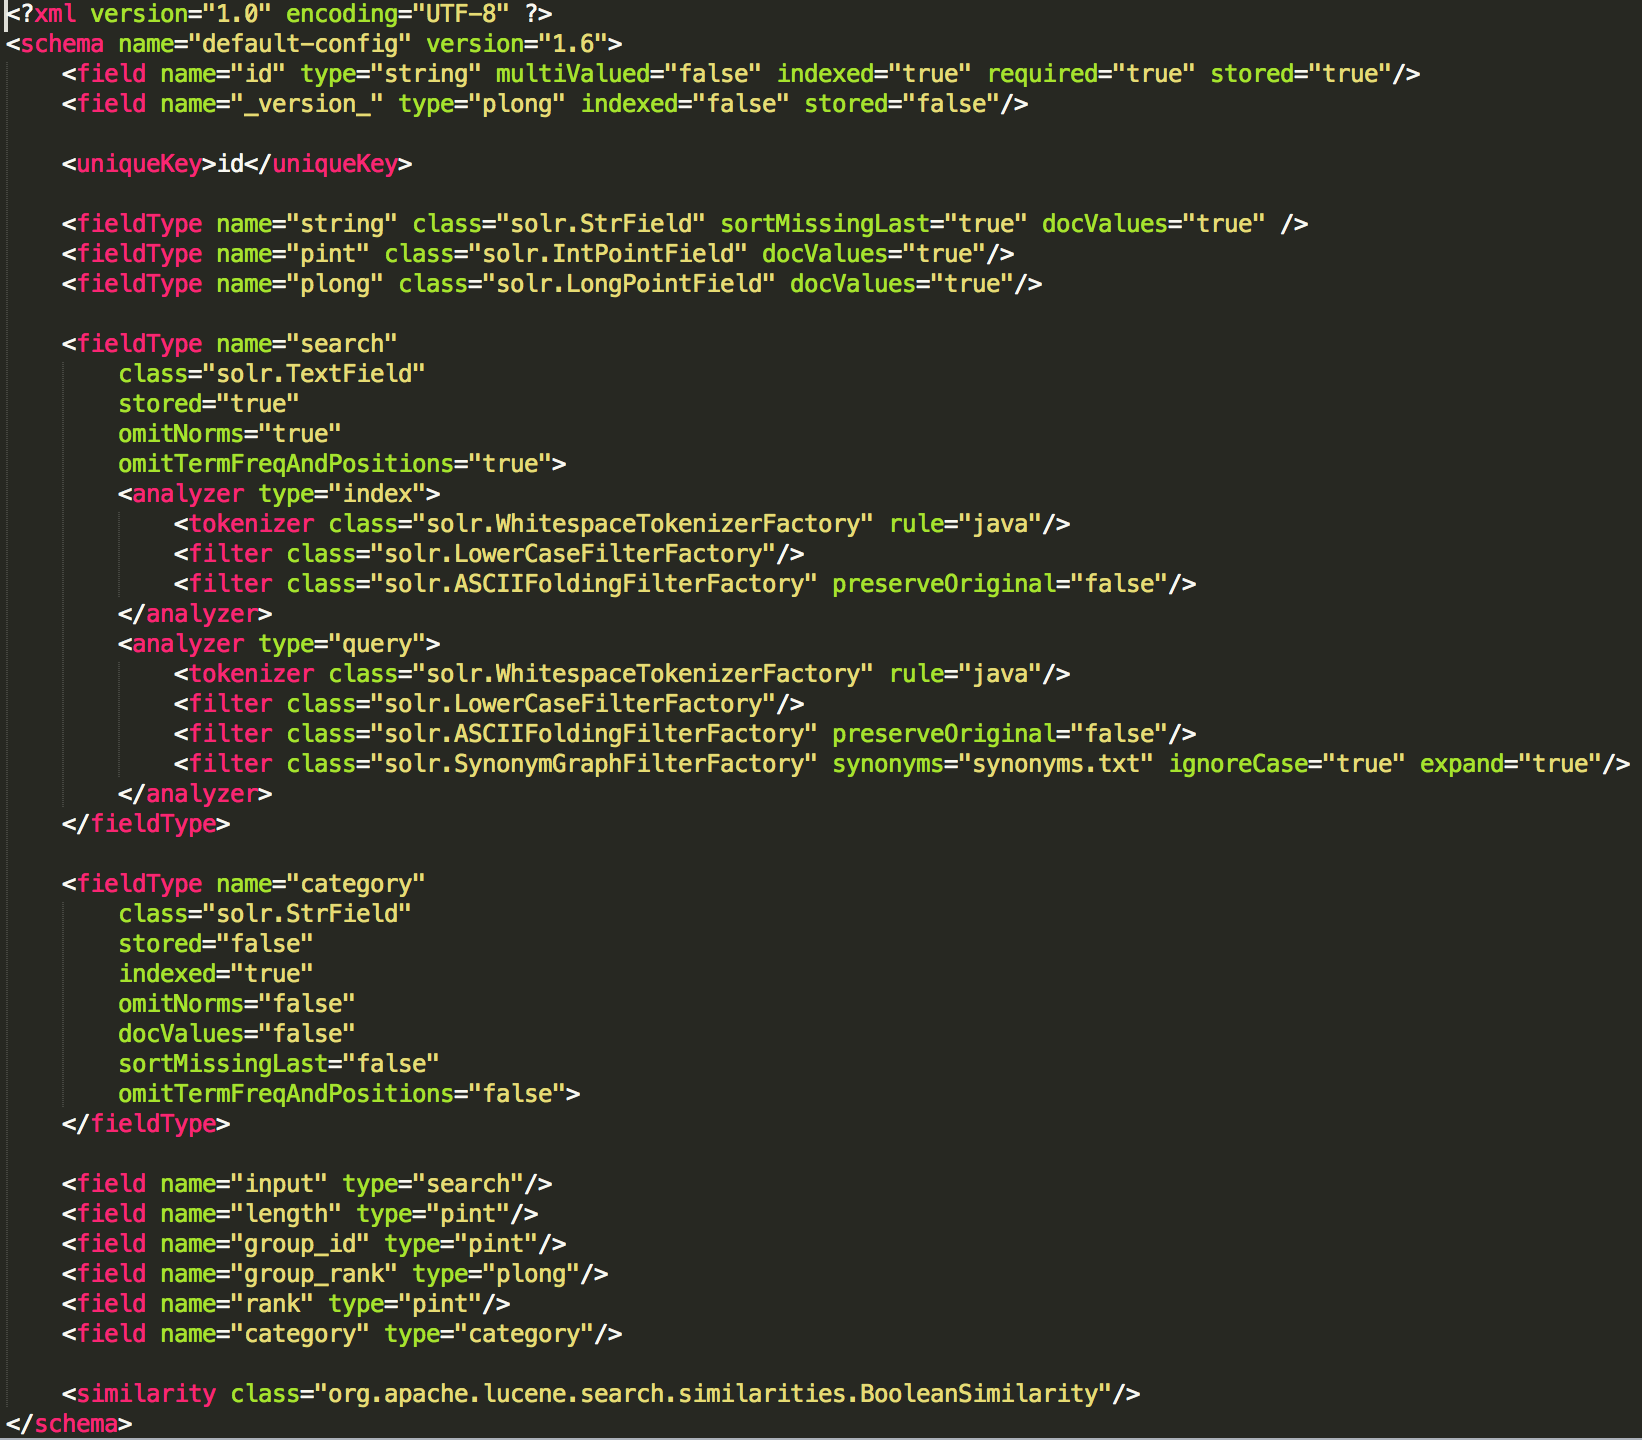 <?xml version="1.0" encoding="UTF-8" ?>
<schema name="default-config" version="1.6">
    <field name="id" type="string" multiValued="false" indexed="true" required="true" stored="true"/>
    <field name="_version_" type="plong" indexed="false" stored="false"/>

    <uniqueKey>id</uniqueKey>

    <fieldType name="string" class="solr.StrField" sortMissingLast="true" docValues="true" />
    <fieldType name="pint" class="solr.IntPointField" docValues="true"/>
    <fieldType name="plong" class="solr.LongPointField" docValues="true"/>

    <fieldType name="search"
        class="solr.TextField"
        stored="true"
        omitNorms="true"
        omitTermFreqAndPositions="true">
        <analyzer type="index">
            <tokenizer class="solr.WhitespaceTokenizerFactory" rule="java"/>
            <filter class="solr.LowerCaseFilterFactory"/>
            <filter class="solr.ASCIIFoldingFilterFactory" preserveOriginal="false"/>
        </analyzer>
        <analyzer type="query">
            <tokenizer class="solr.WhitespaceTokenizerFactory" rule="java"/>
            <filter class="solr.LowerCaseFilterFactory"/>
            <filter class="solr.ASCIIFoldingFilterFactory" preserveOriginal="false"/>
            <filter class="solr.SynonymGraphFilterFactory" synonyms="synonyms.txt" ignoreCase="true" expand="true"/>
        </analyzer>
    </fieldType>

    <fieldType name="category"
        class="solr.StrField"
        stored="false"
        indexed="true"
        omitNorms="false"
        docValues="false"
        sortMissingLast="false"
        omitTermFreqAndPositions="false">
    </fieldType>

    <field name="input" type="search"/>
    <field name="length" type="pint"/>
    <field name="group_id" type="pint"/>
    <field name="group_rank" type="plong"/>
    <field name="rank" type="pint"/>
    <field name="category" type="category"/>

    <similarity class="org.apache.lucene.search.similarities.BooleanSimilarity"/>
</schema>